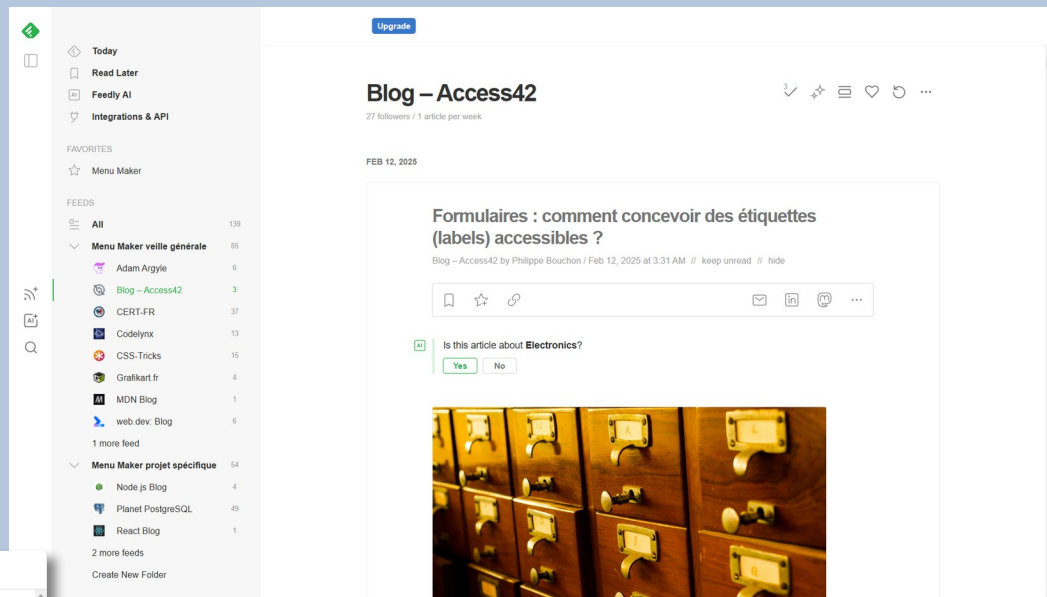 Upgrade
Today
Read Later
AI
Feedly AI
Integrations & API
FAVORITES
Menu Maker
FEEDS
All 139
Menu Maker veille générale 85
Adam Argyle 6
Blog – Access42 3
CERT-FR 37
Codelynx 13
CSS-Tricks 15
Grafikart.fr 4
MDN Blog 1
web.dev: Blog 6
1 more feed
Menu Maker projet spécifique 54
Node.js Blog 4
Planet PostgreSQL 49
React Blog 1
2 more feeds
Create New Folder
AI
Blog – Access42
3
27 followers / 1 article per week
FEB 12, 2025
Formulaires : comment concevoir des étiquettes
(labels) accessibles ?
Blog – Access42 by Philippe Bouchon / Feb 12, 2025 at 3:31 AM // keep unread // hide
in
AI
Is this article about Electronics?
Yes No